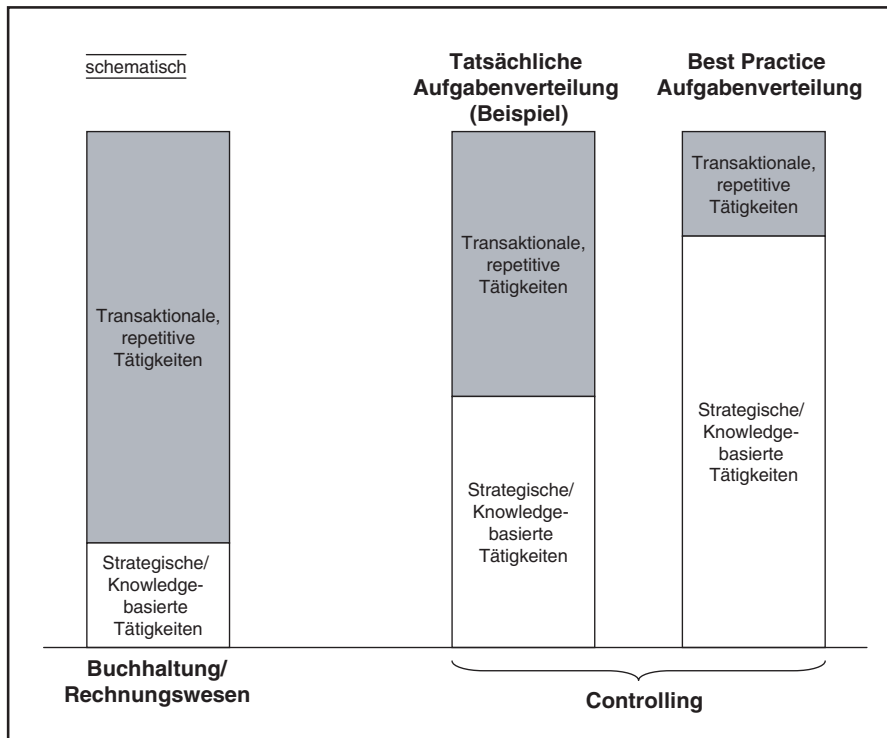 schematisch
Tatsächliche
Aufgabenverteilung
(Beispiel)
Best Practice
Aufgabenverteilung
Transaktionale,
repetitive
Tätigkeiten
Strategische/
Knowledge-
basierte
Tätigkeiten
Transaktionale,
repetitive
Tätigkeiten
Strategische/
Knowledge-
basierte
Tätigkeiten
Transaktionale,
repetitive
Tätigkeiten
Strategische/
Knowledge-
basierte
Tätigkeiten
Buchhaltung/
Rechnungswesen
Controlling